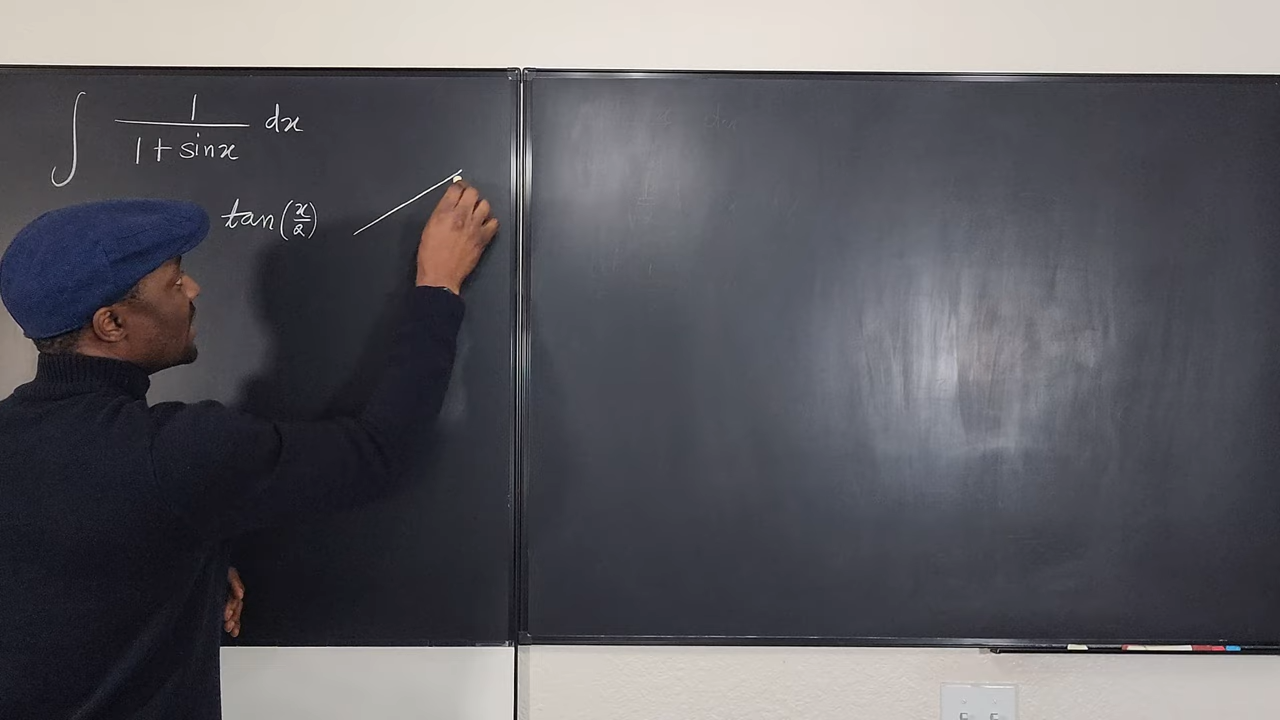 ∫ 1/(1 + sinx) dx
tan(x/2)